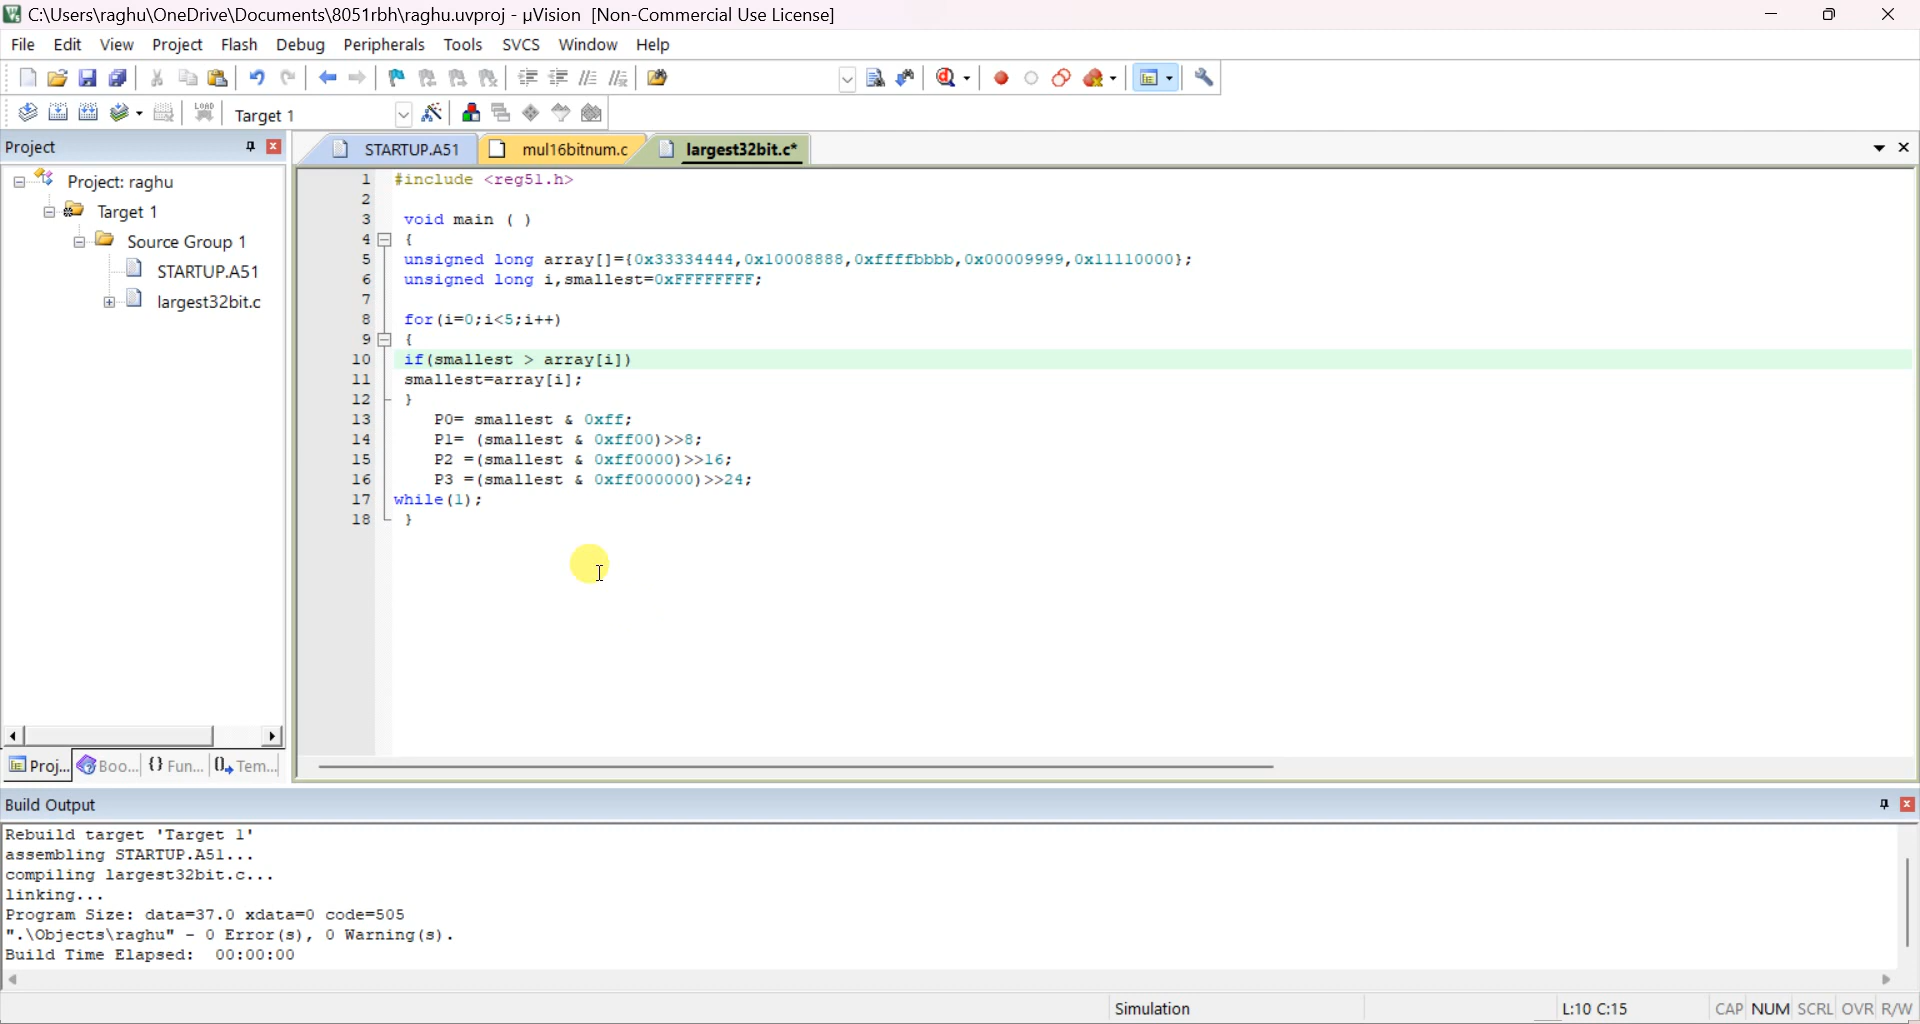 C:\Users\raghu\OneDrive\Documents\8051rbh\raghu.uvproj - µVision [Non-Commercial Use License]
File Edit View Project Flash Debug Peripherals Tools SVCS Window Help
LOAD Target 1
Project
Project: raghu
Target 1
Source Group 1
STARTUP.A51
largest32bit.c
Proj... Boo... {} Fun... 0 Tem...
STARTUP.A51 mul16bitnum.c largest32bit.c*
1 #include <reg51.h>
2
3 void main ( )
4 {
5 unsigned long array[]={0x33334444,0x10008888,0xffffbbbb,0x00009999,0x11110000};
6 unsigned long i,smallest=0xFFFFFFFF;
7
8 for(i=0;i<5;i++)
9 {
10 if(smallest > array[i])
11 smallest=array[i];
12 }
13 P0= smallest & 0xff;
14 P1= (smallest & 0xff00)>>8;
15 P2 =(smallest & 0xff0000)>>16;
16 P3 =(smallest & 0xff000000)>>24;
17 while(1);
18 }
Build Output
Rebuild target 'Target 1'
assembling STARTUP.A51...
compiling largest32bit.c...
linking...
Program Size: data=37.0 xdata=0 code=505
".\Objects\raghu" - 0 Error(s), 0 Warning(s).
Build Time Elapsed: 00:00:00
Simulation L:10 C:15 CAP NUM SCRL OVR R/W